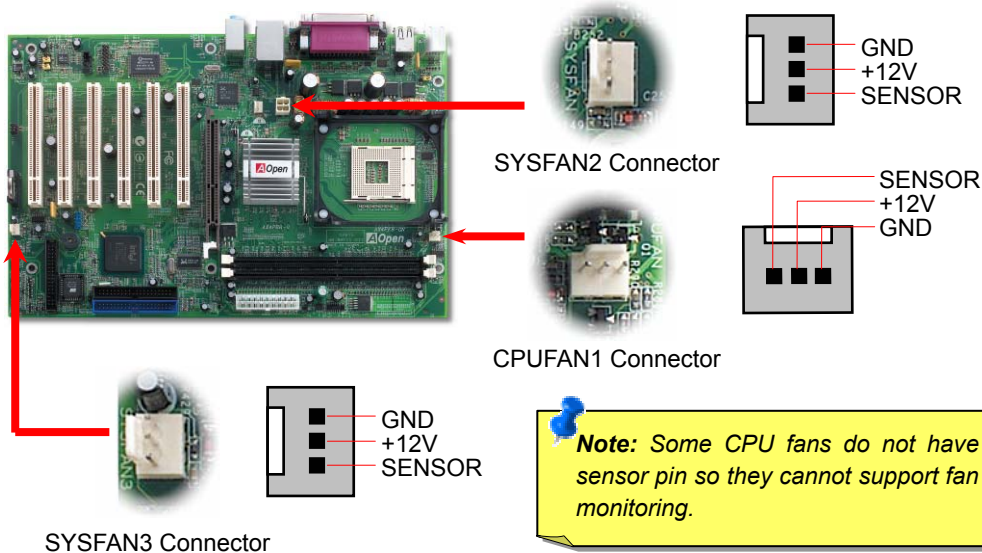 GND
+12V
SENSOR
SYSFAN2 Connector
SENSOR
+12V
GND
CPUFAN1 Connector
GND
+12V
SENSOR
SYSFAN3 Connector
Note: Some CPU fans do not have
sensor pin so they cannot support fan
monitoring.
AOpen
AOpen
SYSFAN